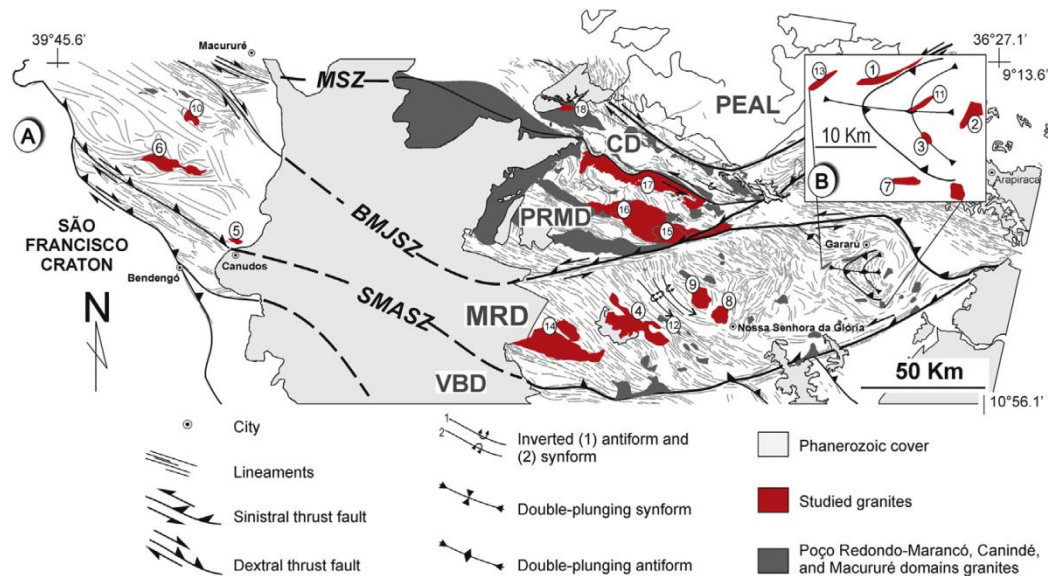 39°45.6'
Macururé
36°27.1'
9°13.6'
A
MSZ
PEAL
CD
PRMD
BMJSZ
SMASZ
MRD
VBD
SÃO
FRANCISCO
CRATON
Bendengó
Canudos
N
10
6
5
18
17
16
15
14
4
12
9
8
Gararú
Nossa Senhora da Glória
Arapiraca
13
1
11
2
3
7
10 Km
B
50 Km
10°56.1'
City
Lineaments
Sinistral thrust fault
Dextral thrust fault
1
2
Inverted (1) antiform and
(2) synform
Double-plunging synform
Double-plunging antiform
Phanerozoic cover
Studied granites
Poço Redondo-Marancó, Canindé,
and Macururé domains granites